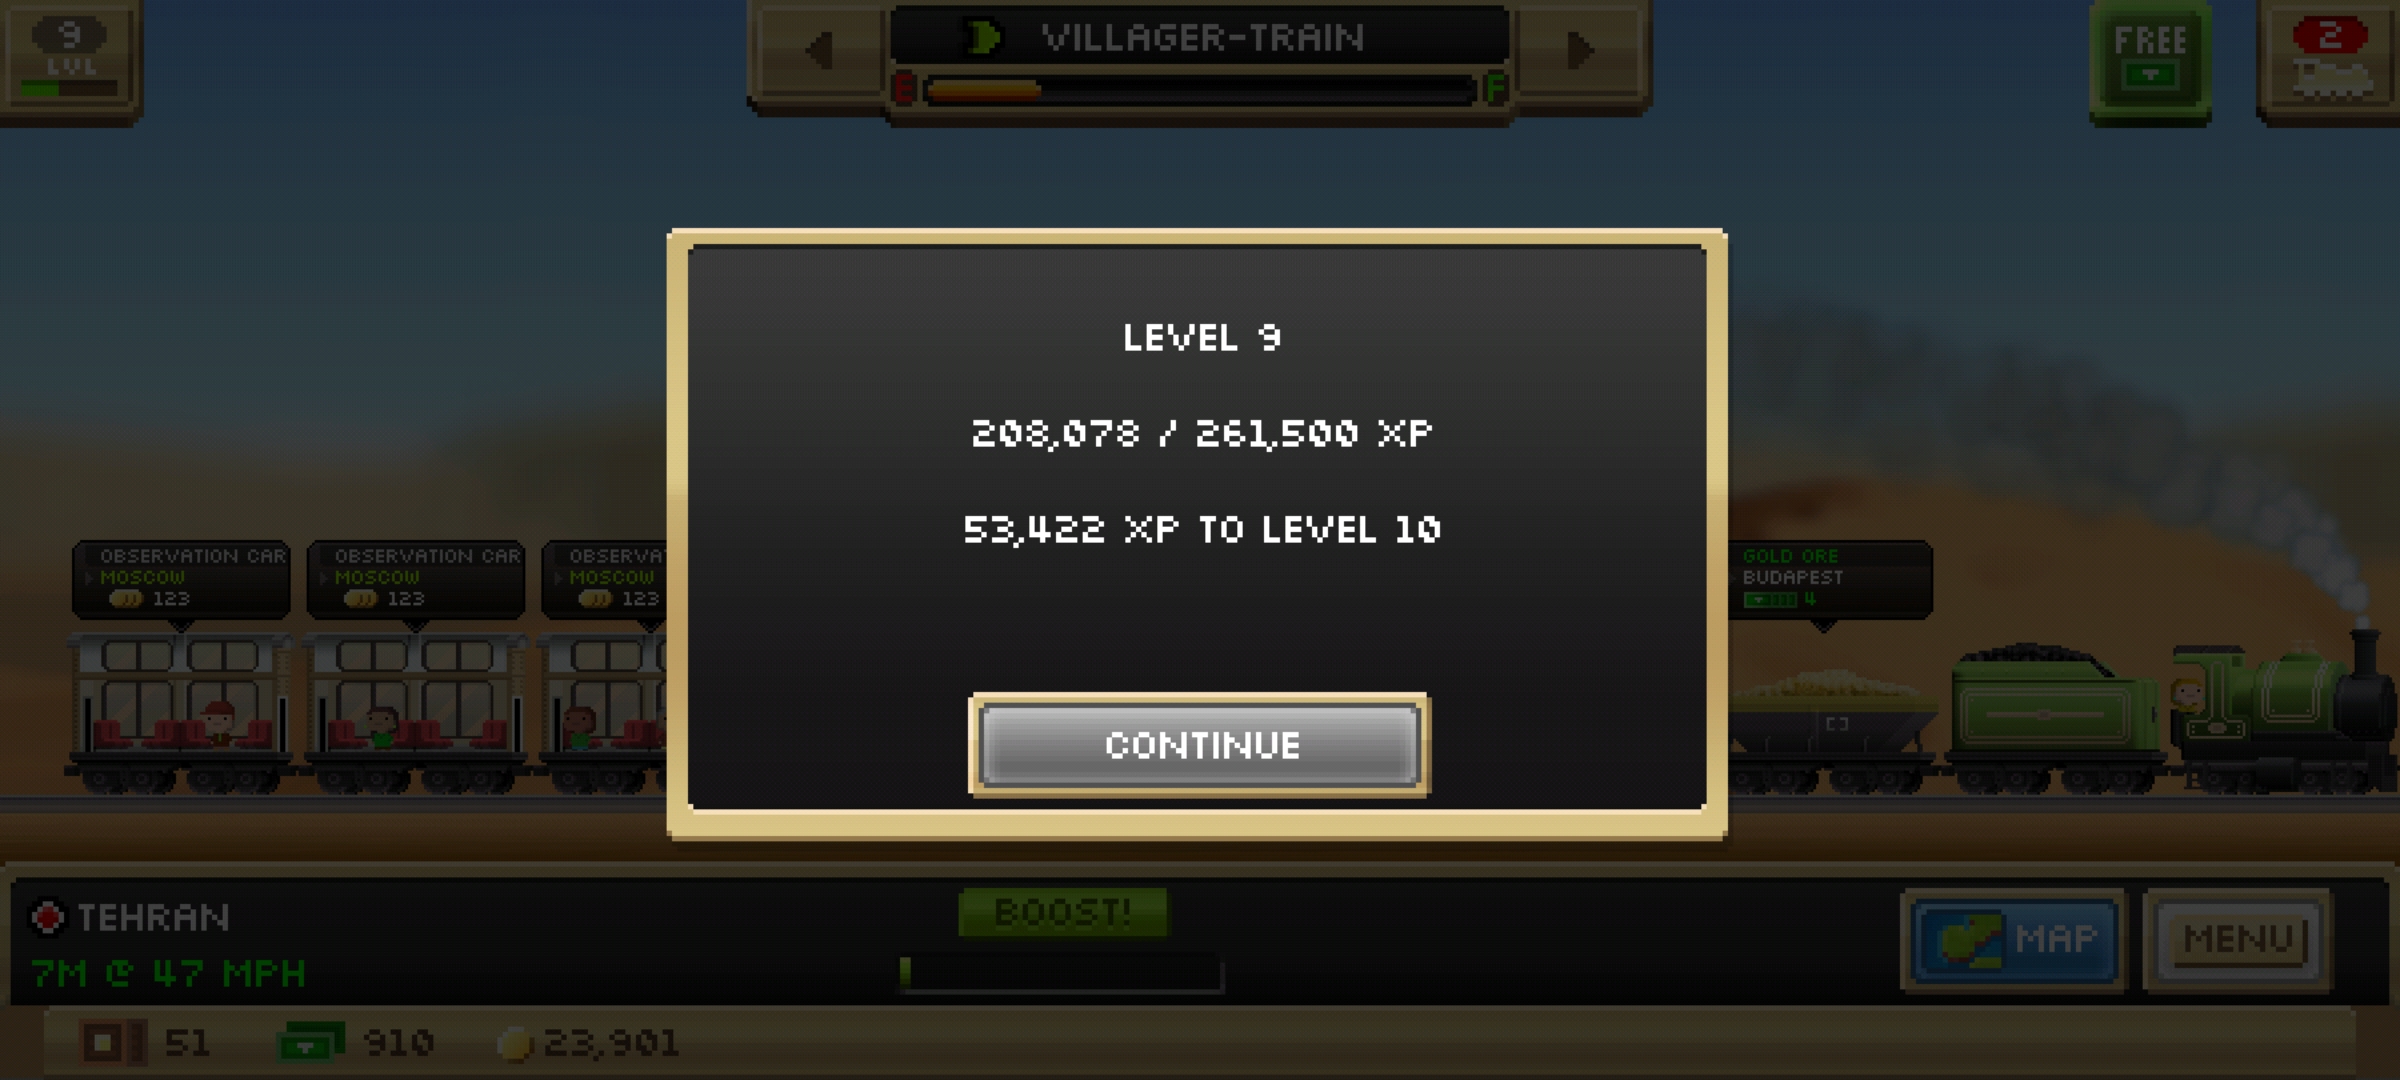 9
LVL
VILLAGER-TRAIN
E
F
FREE
2
LEVEL 9
208,078 / 261,500 XP
53,422 XP TO LEVEL 10
CONTINUE
OBSERVATION CAR
MOSCOW
123
OBSERVATION CAR
MOSCOW
123
OBSERVA
MOSCOW
123
GOLD ORE
BUDAPEST
4
TEHRAN
7M @ 47 MPH
BOOST!
MAP
MENU
51
910
23,901